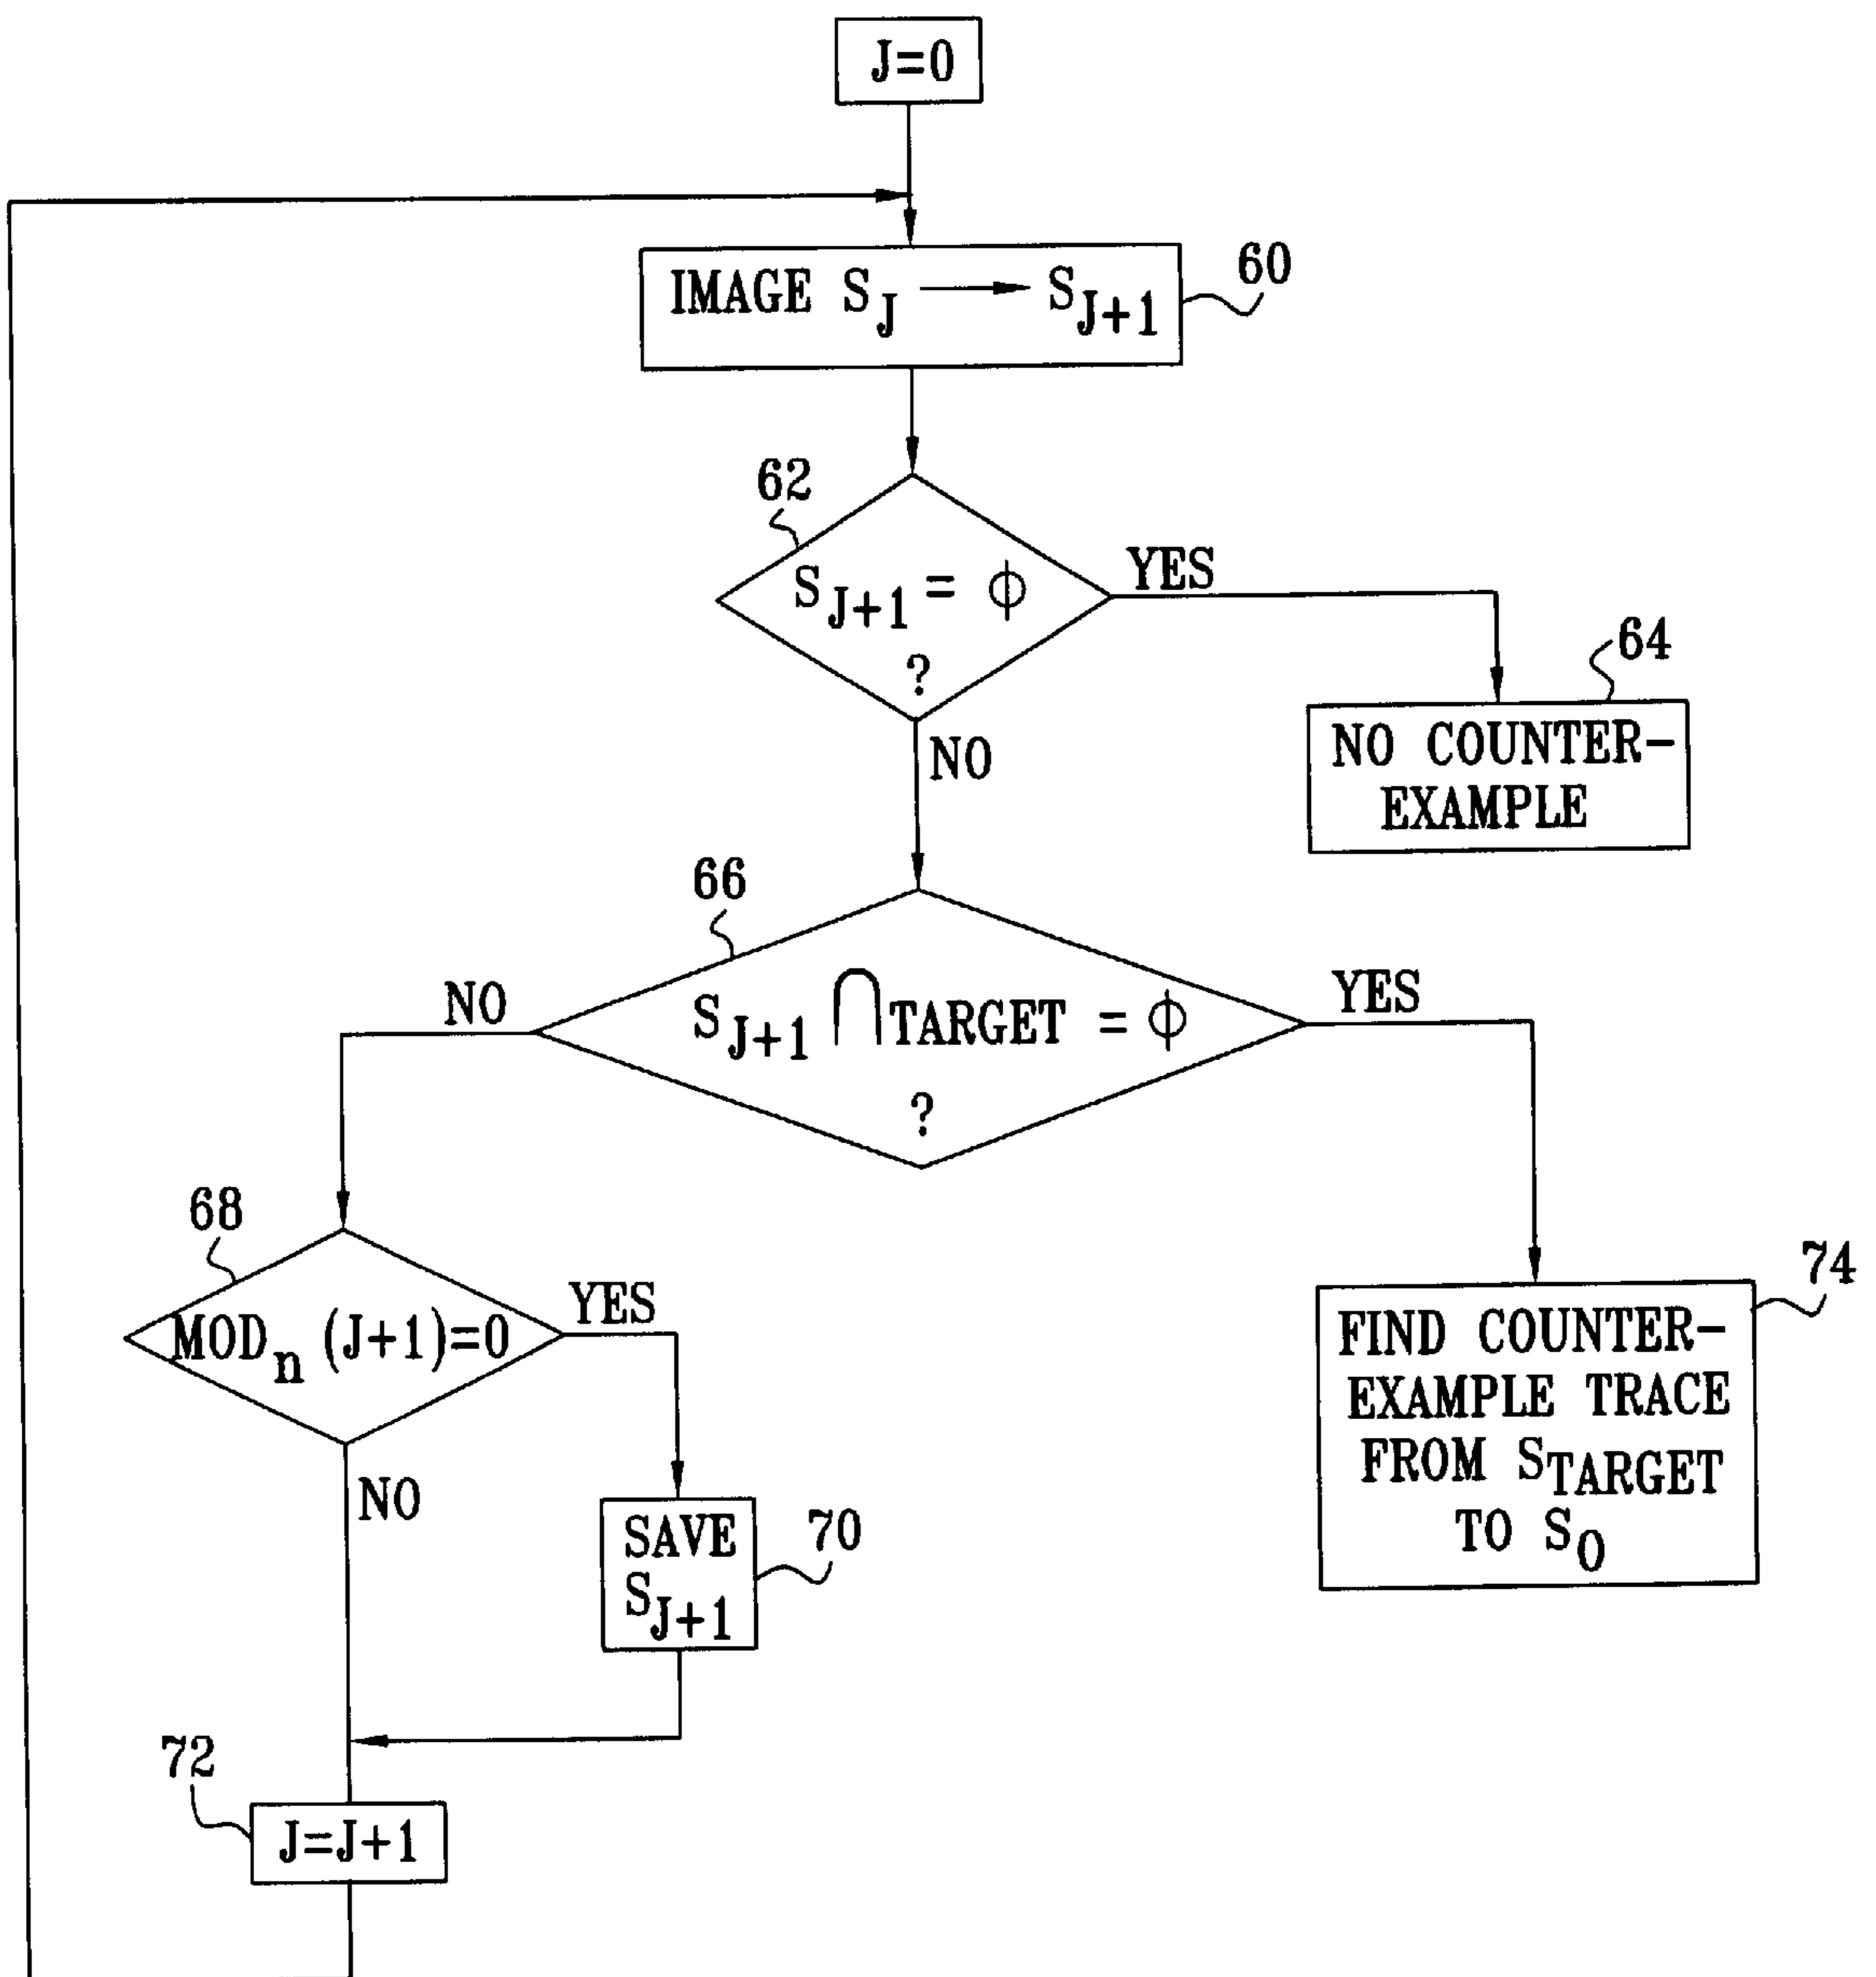 J=0
IMAGE S_J → S_J+1
60
62
S_J+1 = ϕ
?
YES
NO
64
NO COUNTER-
EXAMPLE
66
S_J+1 ⋂ TARGET = ϕ
?
NO
YES
68
MOD_n (J+1)=0
YES
NO
SAVE
S_J+1
70
74
FIND COUNTER-
EXAMPLE TRACE
FROM S_TARGET
TO S_0
72
J=J+1